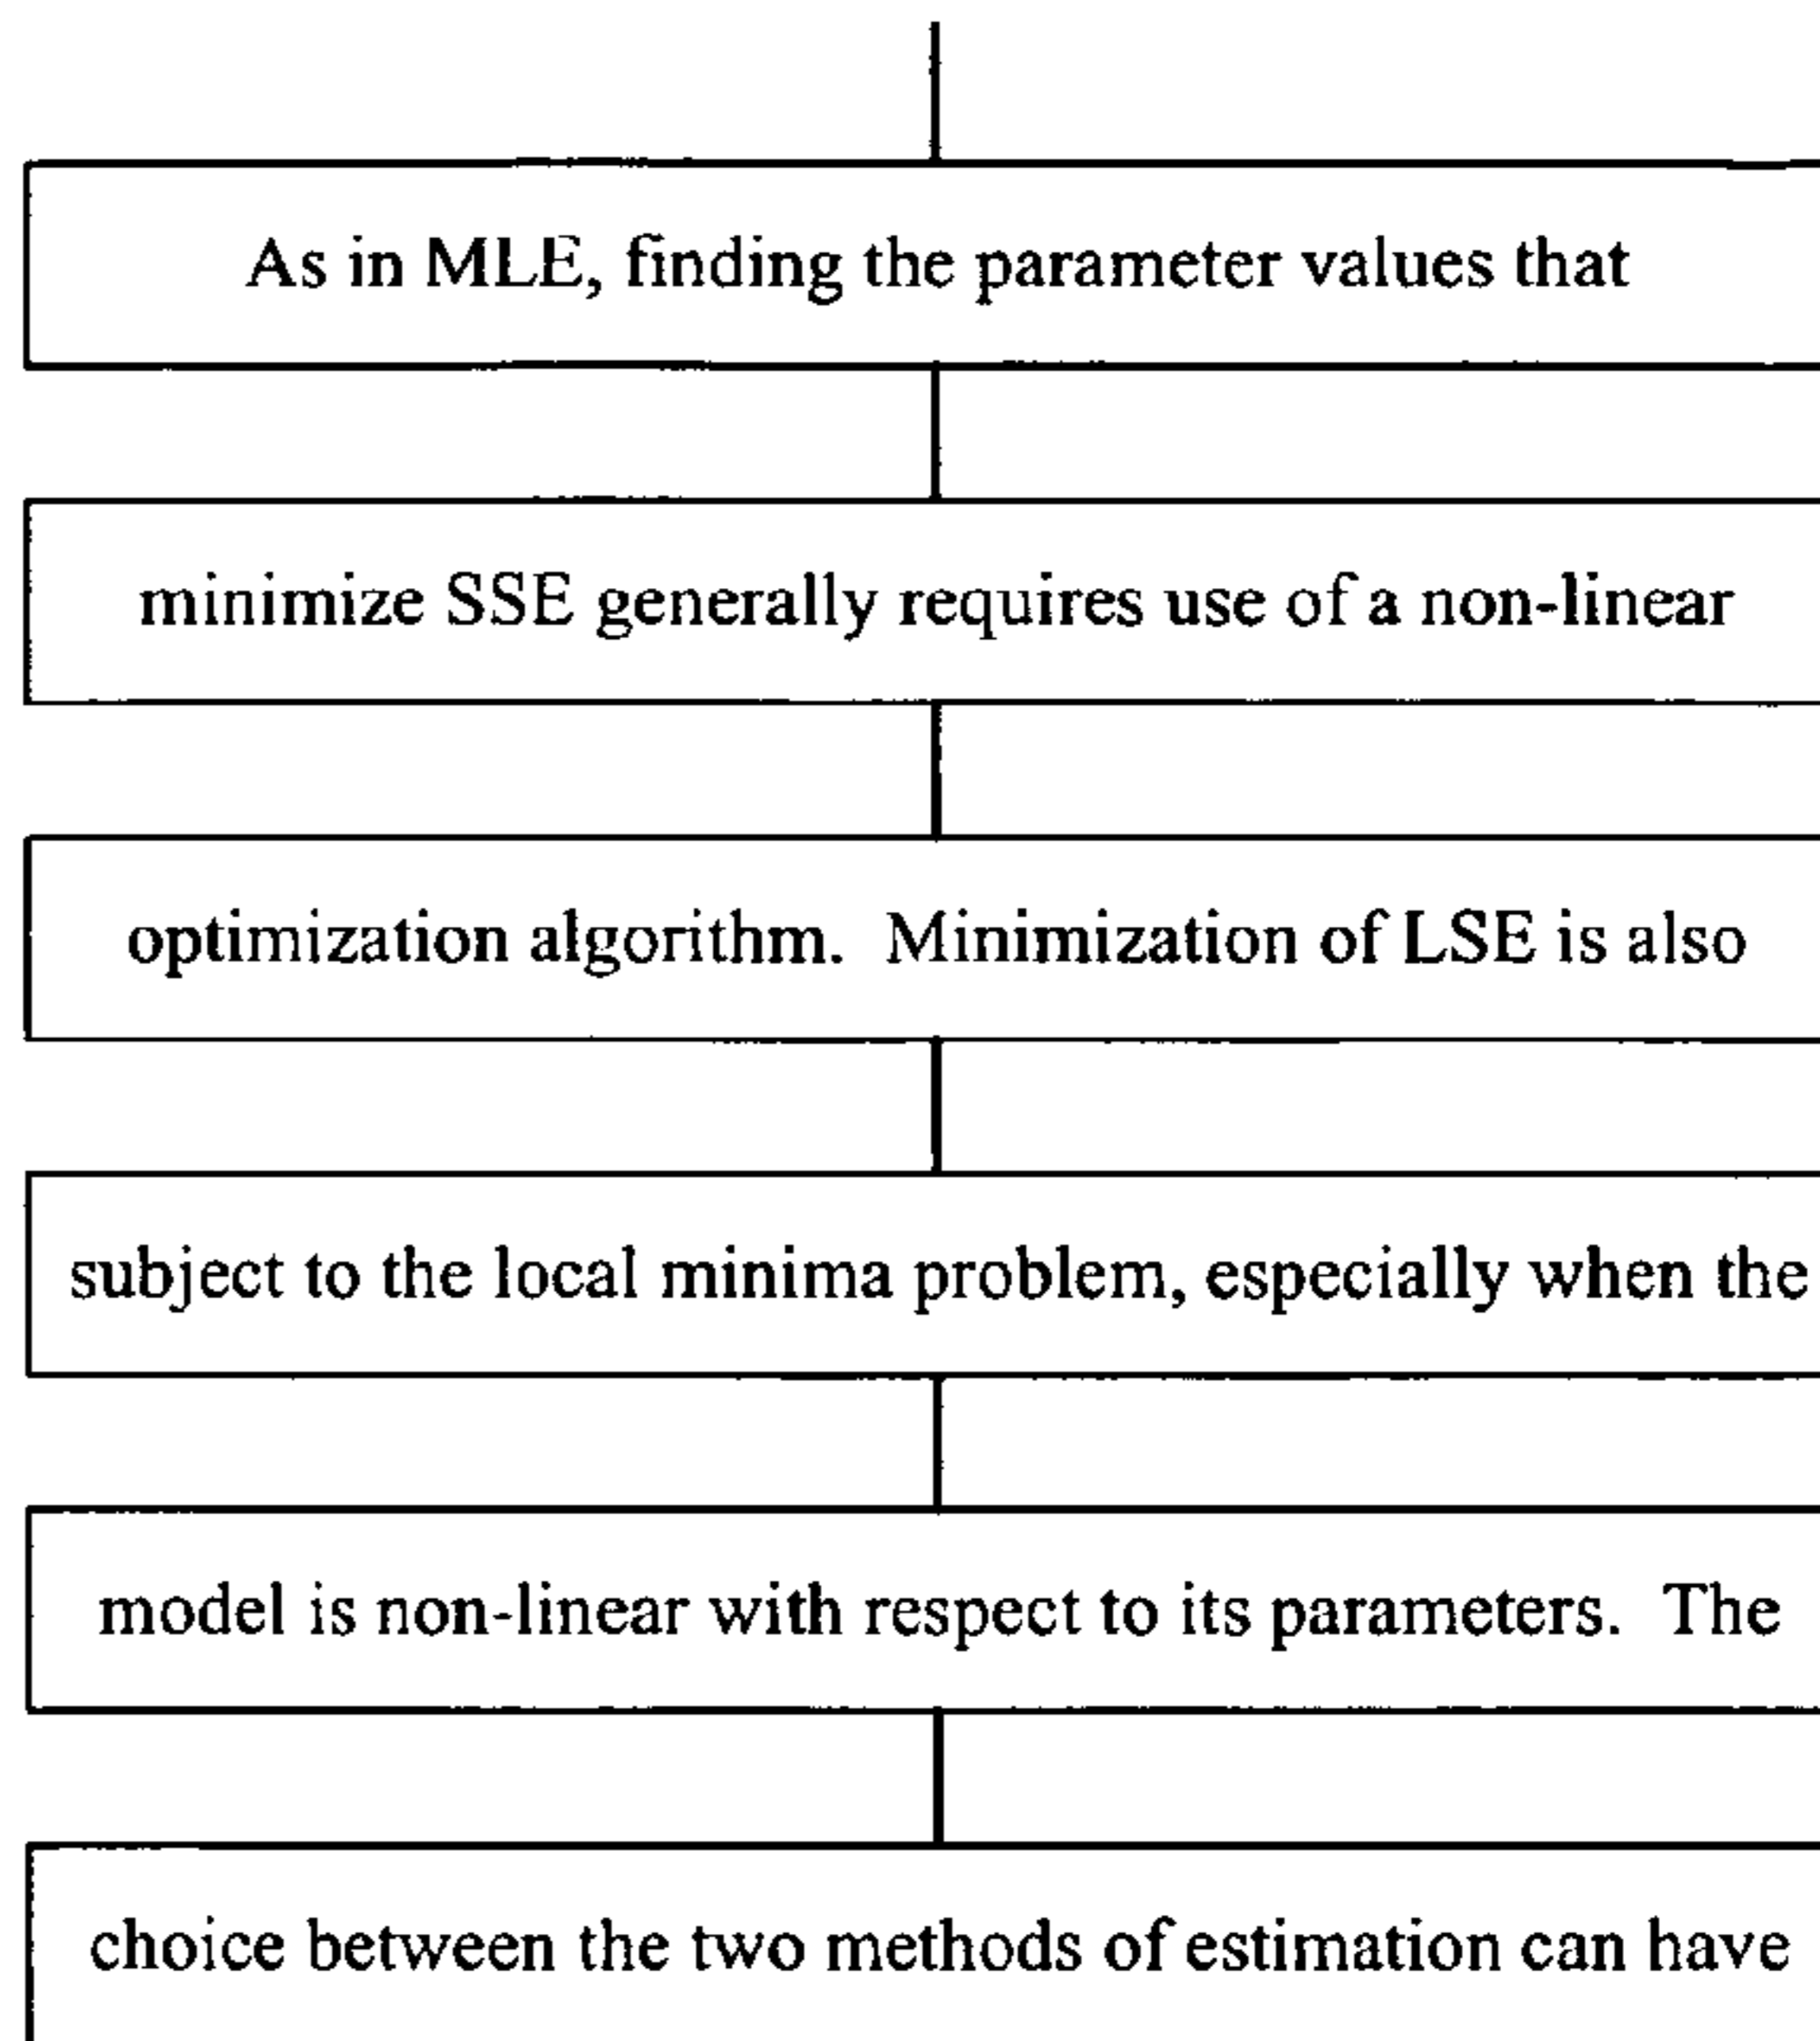 As in MLE, finding the parameter values that
minimize SSE generally requires use of a non-linear
optimization algorithm. Minimization of LSE is also
subject to the local minima problem, especially when the
model is non-linear with respect to its parameters. The
choice between the two methods of estimation can have